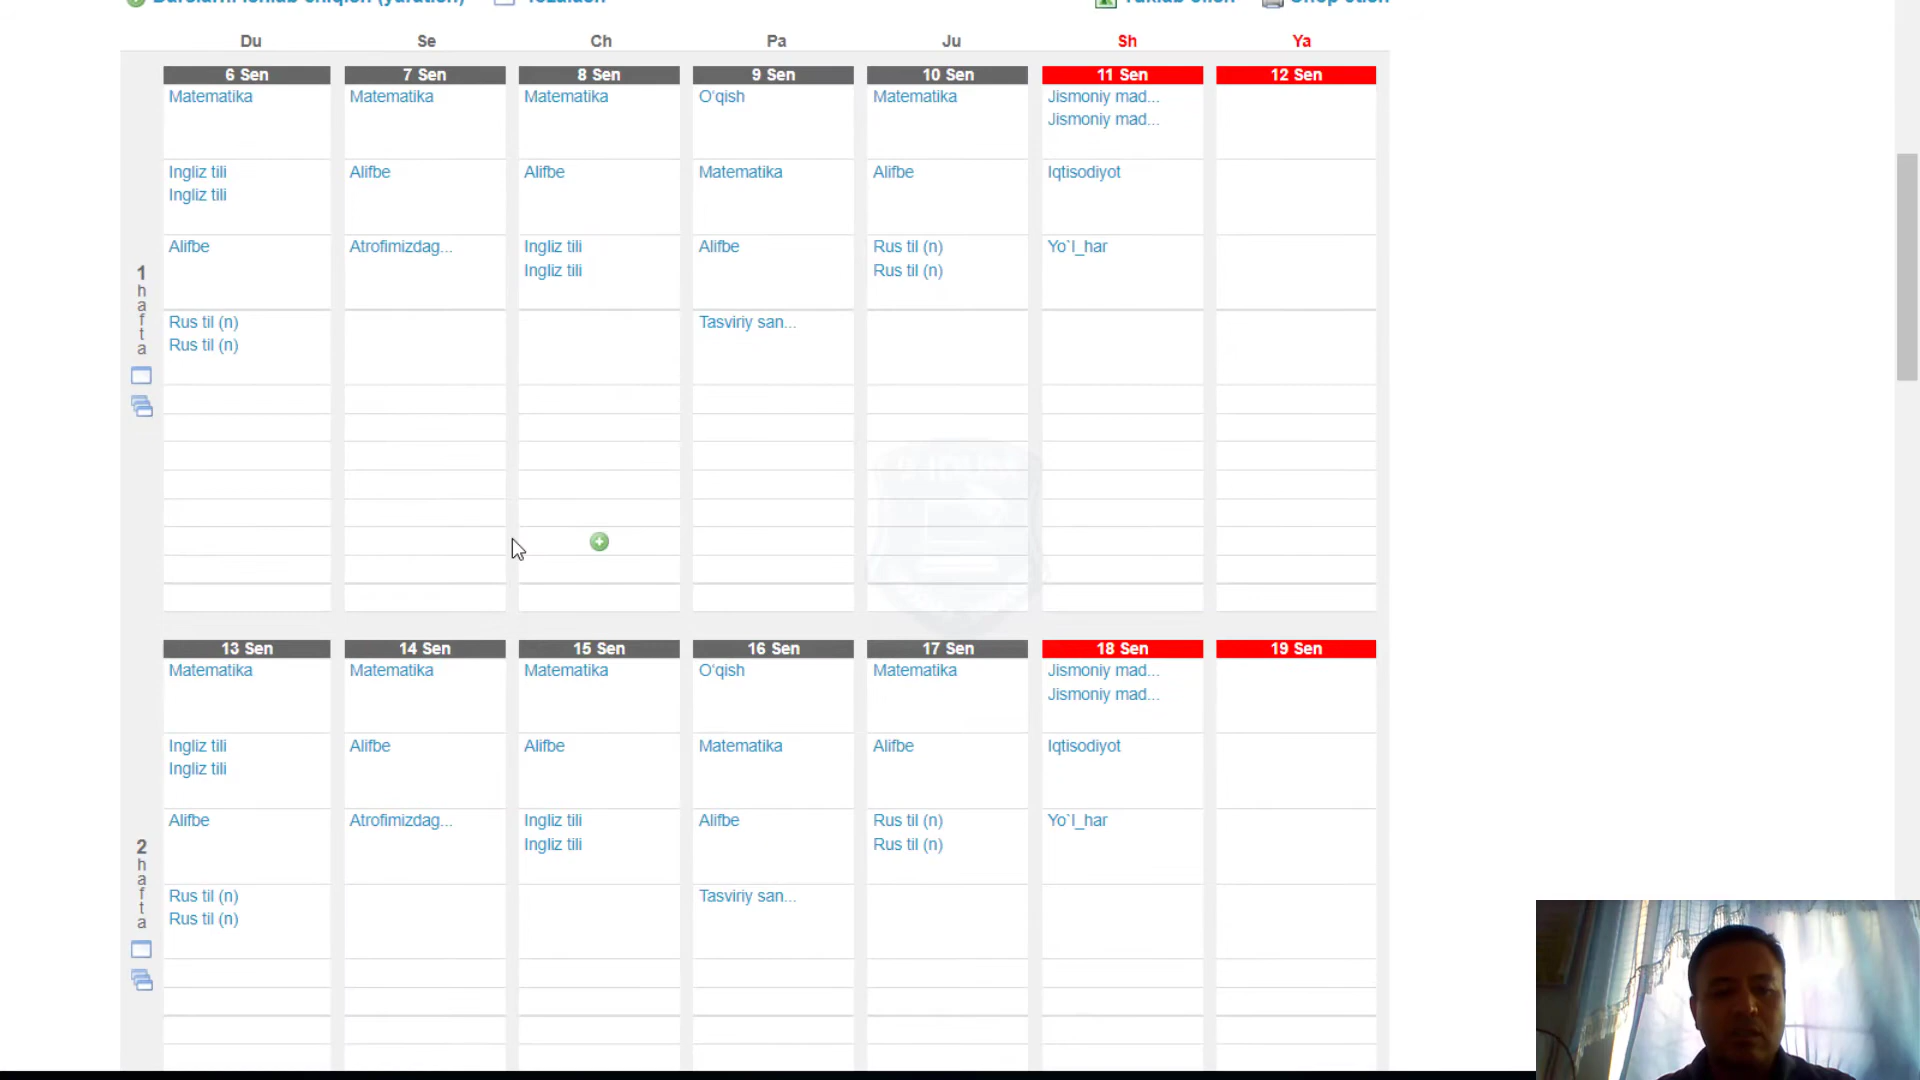 Du Se Ch Pa Ju Sh Ya
6 Sen 7 Sen 8 Sen 9 Sen 10 Sen 11 Sen 12 Sen
Matematika Matematika Matematika O'qish Matematika Jismoniy mad...
Jismoniy mad...
Ingliz tili Alifbe Alifbe Matematika Alifbe Iqtisodiyot
Ingliz tili
Alifbe Atrofimizdag... Ingliz tili Alifbe Rus til (n) Yo`l_har
Ingliz tili Rus til (n)
1 hafta
Rus til (n) Tasviriy san...
Rus til (n)
13 Sen 14 Sen 15 Sen 16 Sen 17 Sen 18 Sen 19 Sen
Matematika Matematika Matematika O'qish Matematika Jismoniy mad...
Jismoniy mad...
Ingliz tili Alifbe Alifbe Matematika Alifbe Iqtisodiyot
Ingliz tili
Alifbe Atrofimizdag... Ingliz tili Alifbe Rus til (n) Yo`l_har
Ingliz tili Rus til (n)
2 hafta
Rus til (n) Tasviriy san...
Rus til (n)